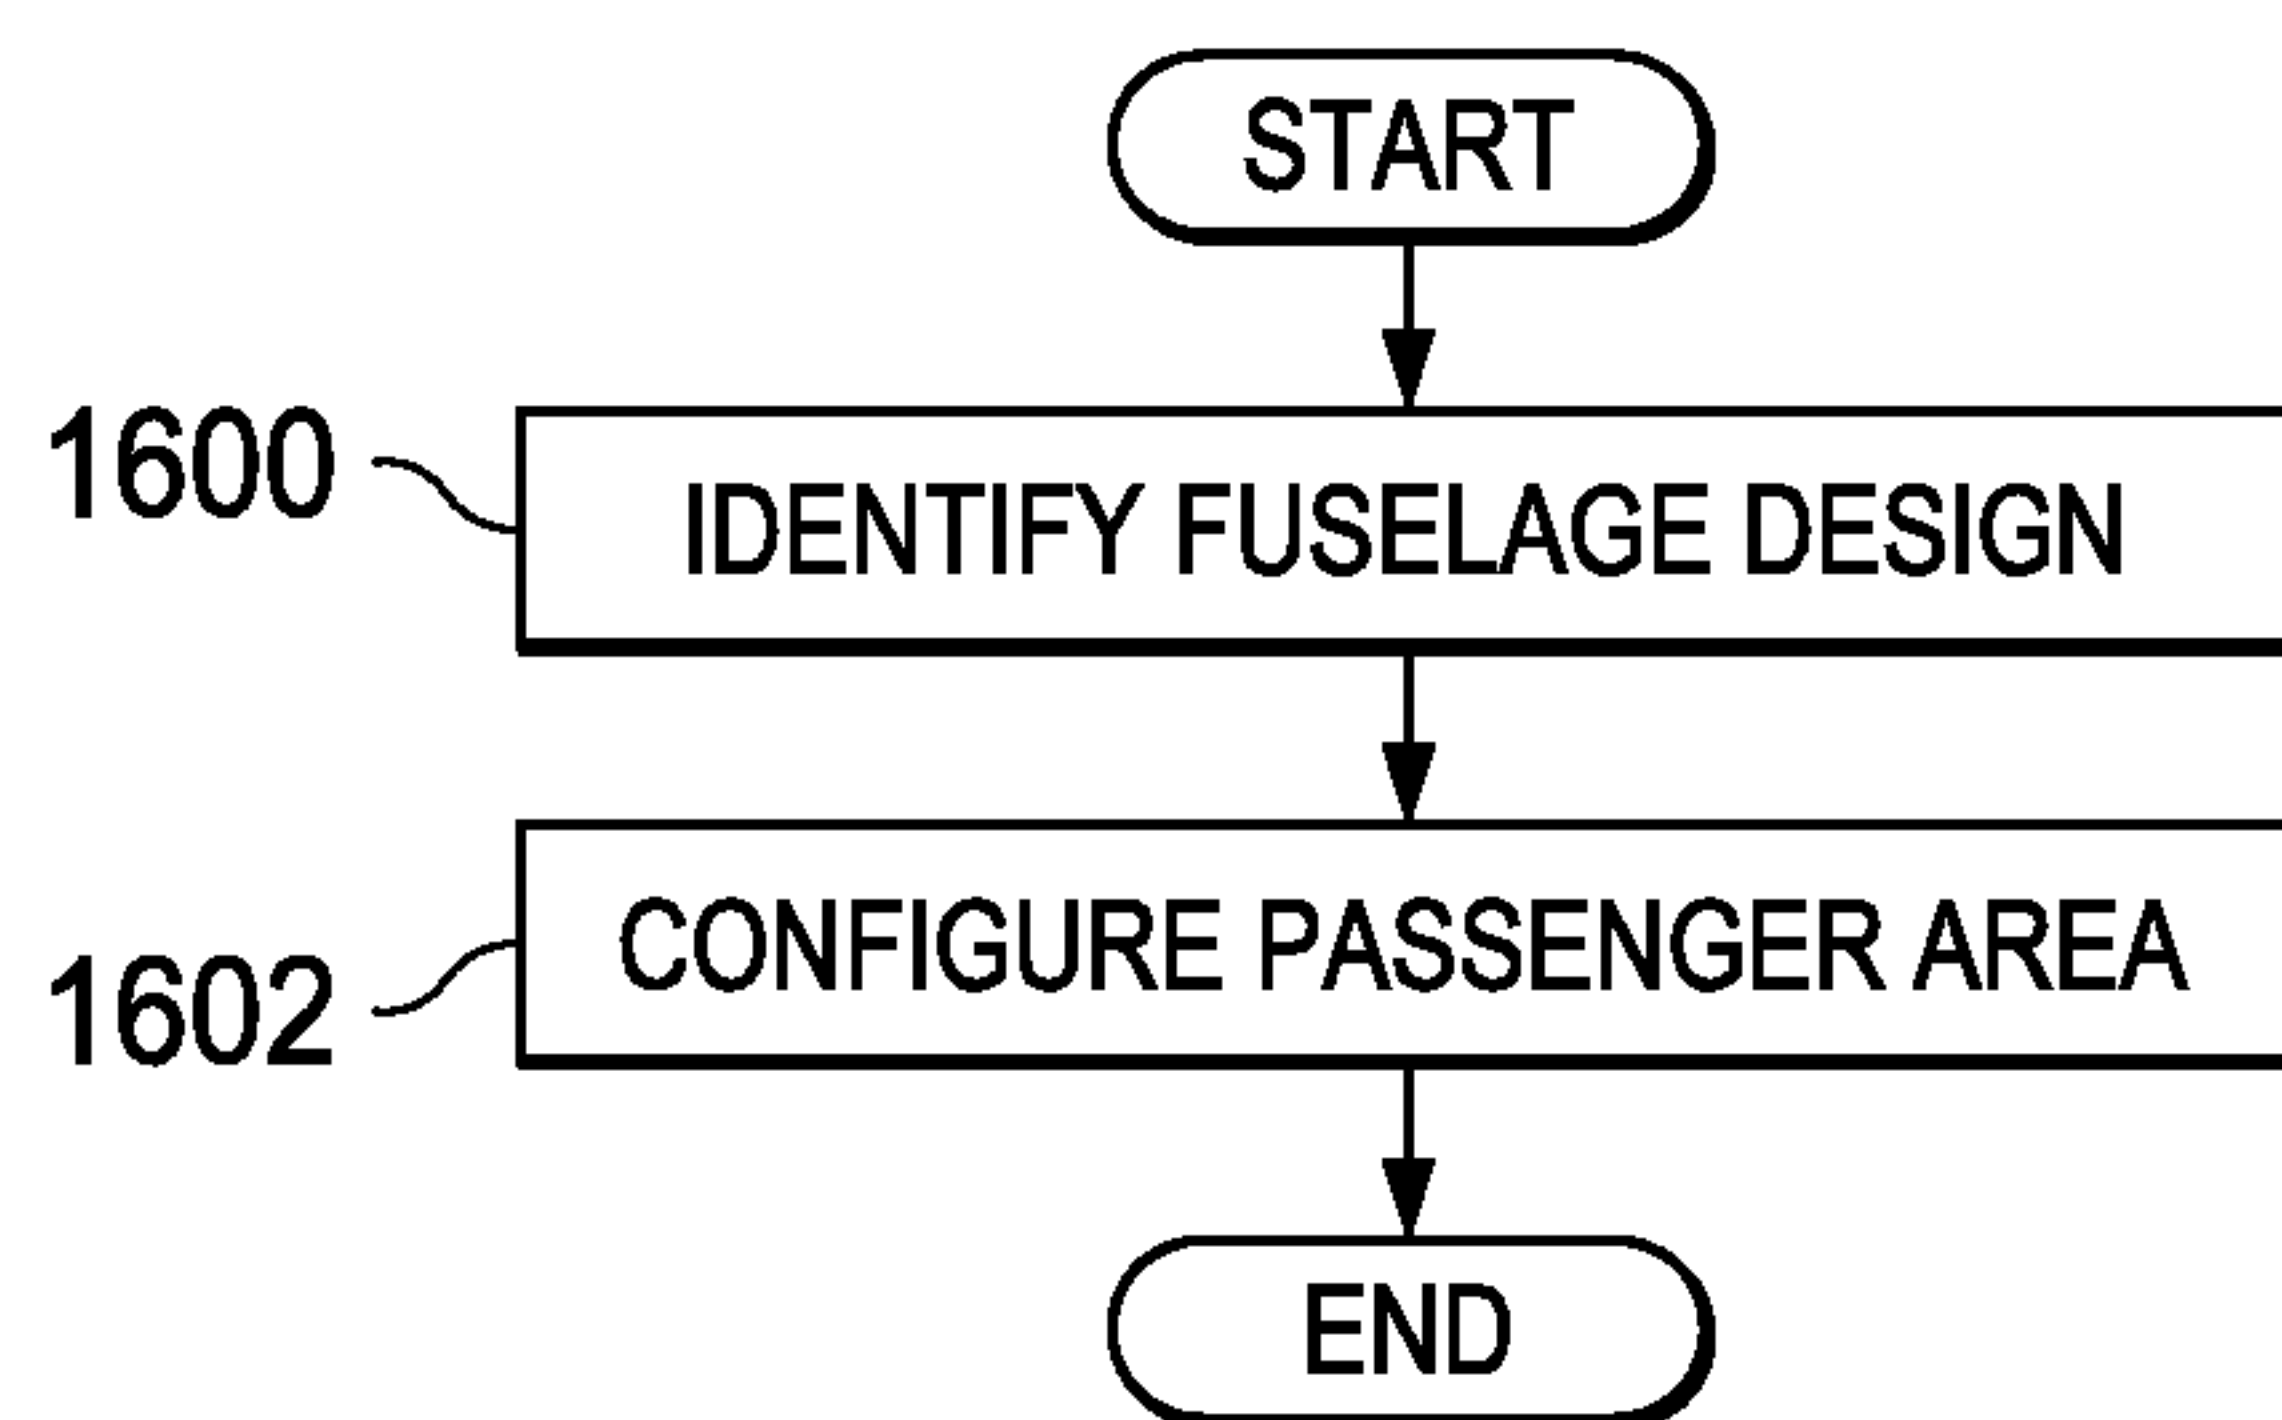 START
1600
IDENTIFY FUSELAGE DESIGN
CONFIGURE PASSENGER AREA
1602
END